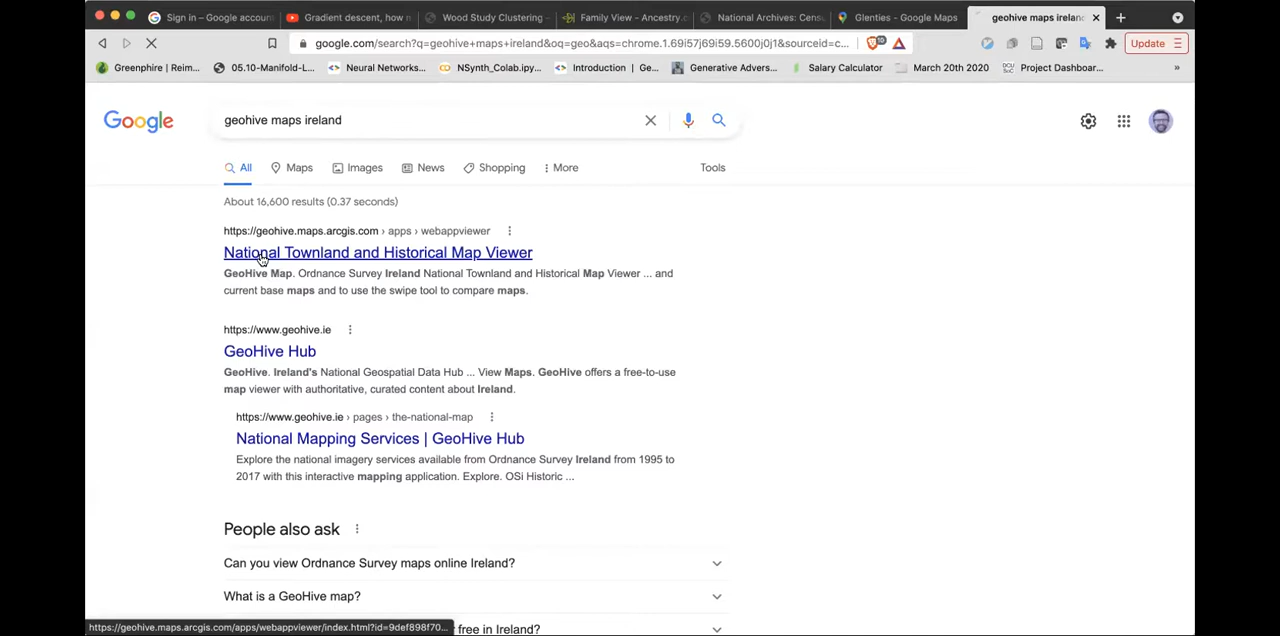 Sign in – Google accoun
Gradient descent, how n
Wood Study Clustering -
Family View - Ancestry.c
National Archives: Censu
Glenties - Google Maps
geohive maps irelan
google.com/search?q=geohive+maps+ireland&oq=geo&aqs=chrome.1.69i57j69i59.5600j0j1&sourceid=c...
Update
Greenphire | Reim...
05.10-Manifold-L...
Neural Networks...
NSynth_Colab.ipy...
Introduction | Ge...
Generative Advers...
Salary Calculator
March 20th 2020
Project Dashboar...
»
Google
geohive maps ireland
All
Maps
Images
News
Shopping
More
Tools
About 16,600 results (0.37 seconds)
https://geohive.maps.arcgis.com › apps › webappviewer
National Townland and Historical Map Viewer
GeoHive Map. Ordnance Survey Ireland National Townland and Historical Map Viewer ... and
current base maps and to use the swipe tool to compare maps.
https://www.geohive.ie
GeoHive Hub
GeoHive. Ireland's National Geospatial Data Hub ... View Maps. GeoHive offers a free-to-use
map viewer with authoritative, curated content about Ireland.
https://www.geohive.ie › pages › the-national-map
National Mapping Services | GeoHive Hub
Explore the national imagery services available from Ordnance Survey Ireland from 1995 to
2017 with this interactive mapping application. Explore. OSi Historic ...
People also ask
Can you view Ordnance Survey maps online Ireland?
What is a GeoHive map?
free in Ireland?
https://geohive.maps.arcgis.com/apps/webappviewer/index.html?id=9def898f70...